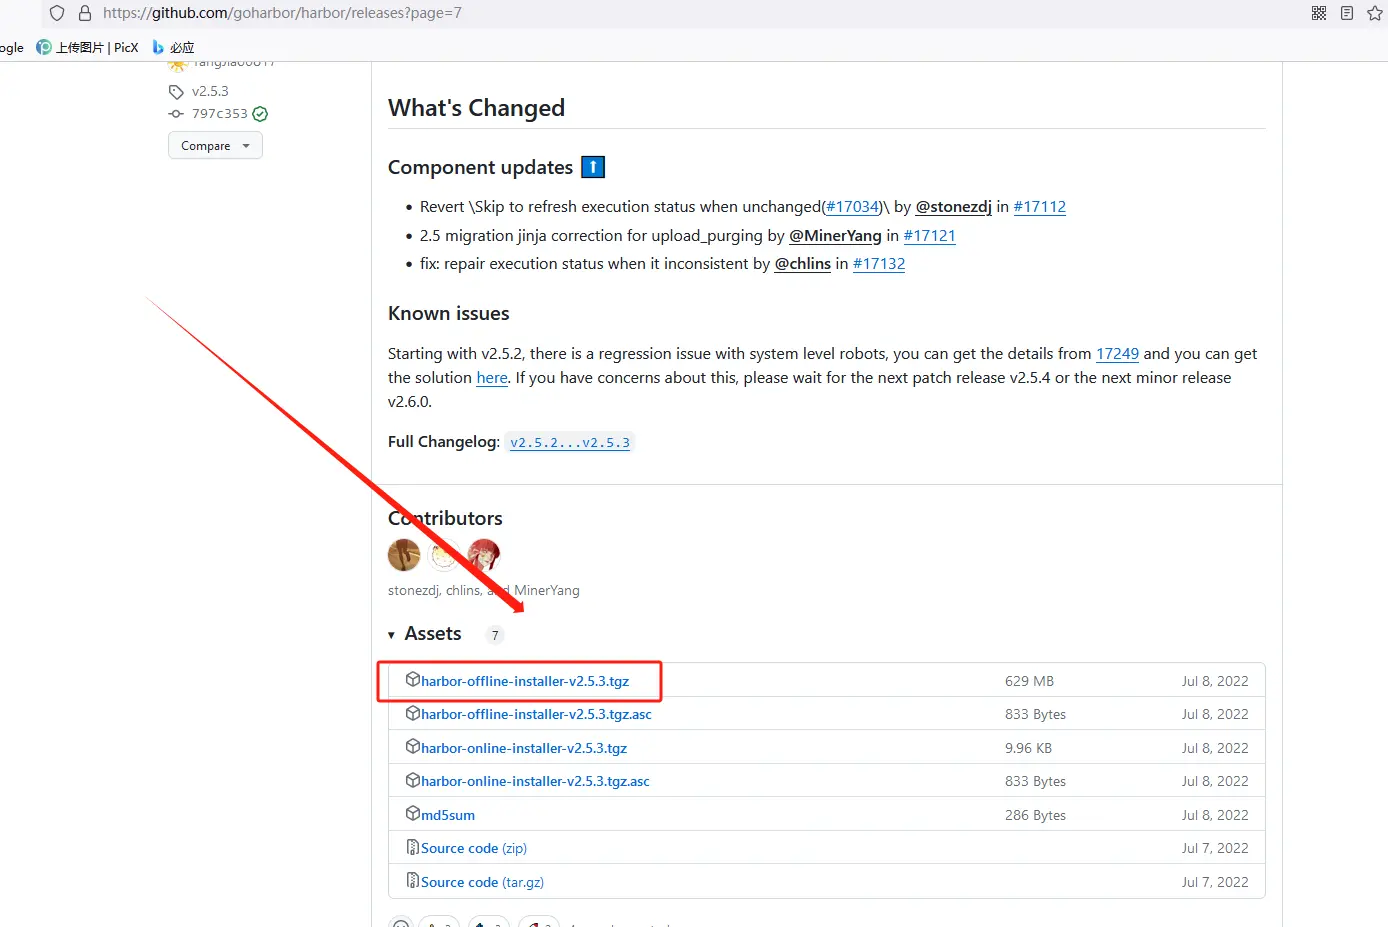 https://github.com/goharbor/harbor/releases?page=7
ogle 上传图片 | PicX 必应
v2.5.3
797c353
Compare
What's Changed
Component updates
Revert \Skip to refresh execution status when unchanged(#17034)\ by @stonezdj in #17112
2.5 migration jinja correction for upload_purging by @MinerYang in #17121
fix: repair execution status when it inconsistent by @chlins in #17132
Known issues
Starting with v2.5.2, there is a regression issue with system level robots, you can get the details from 17249 and you can get
the solution here. If you have concerns about this, please wait for the next patch release v2.5.4 or the next minor release
v2.6.0.
Full Changelog: v2.5.2...v2.5.3
Contributors
stonezdj, chlins, and MinerYang
Assets 7
harbor-offline-installer-v2.5.3.tgz 629 MB Jul 8, 2022
harbor-offline-installer-v2.5.3.tgz.asc 833 Bytes Jul 8, 2022
harbor-online-installer-v2.5.3.tgz 9.96 KB Jul 8, 2022
harbor-online-installer-v2.5.3.tgz.asc 833 Bytes Jul 8, 2022
md5sum 286 Bytes Jul 8, 2022
Source code (zip) Jul 7, 2022
Source code (tar.gz) Jul 7, 2022